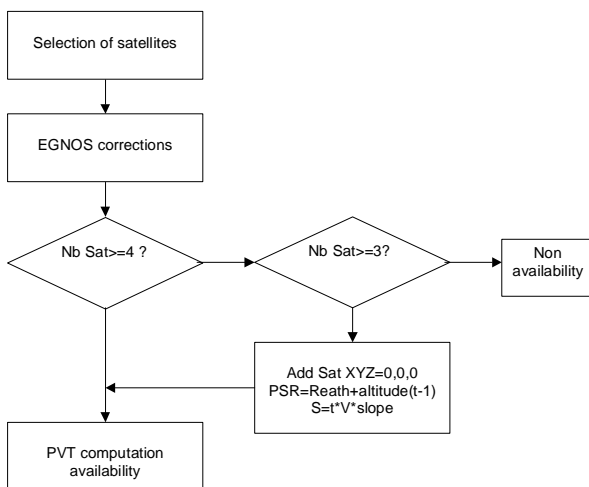 Selection of satellites
EGNOS corrections
Nb Sat>=4 ?
Nb Sat>=3?
Non
availability
Add Sat XYZ=0,0,0
PSR=Reath+altitude(t-1)
S=t*V*slope
PVT computation
availability